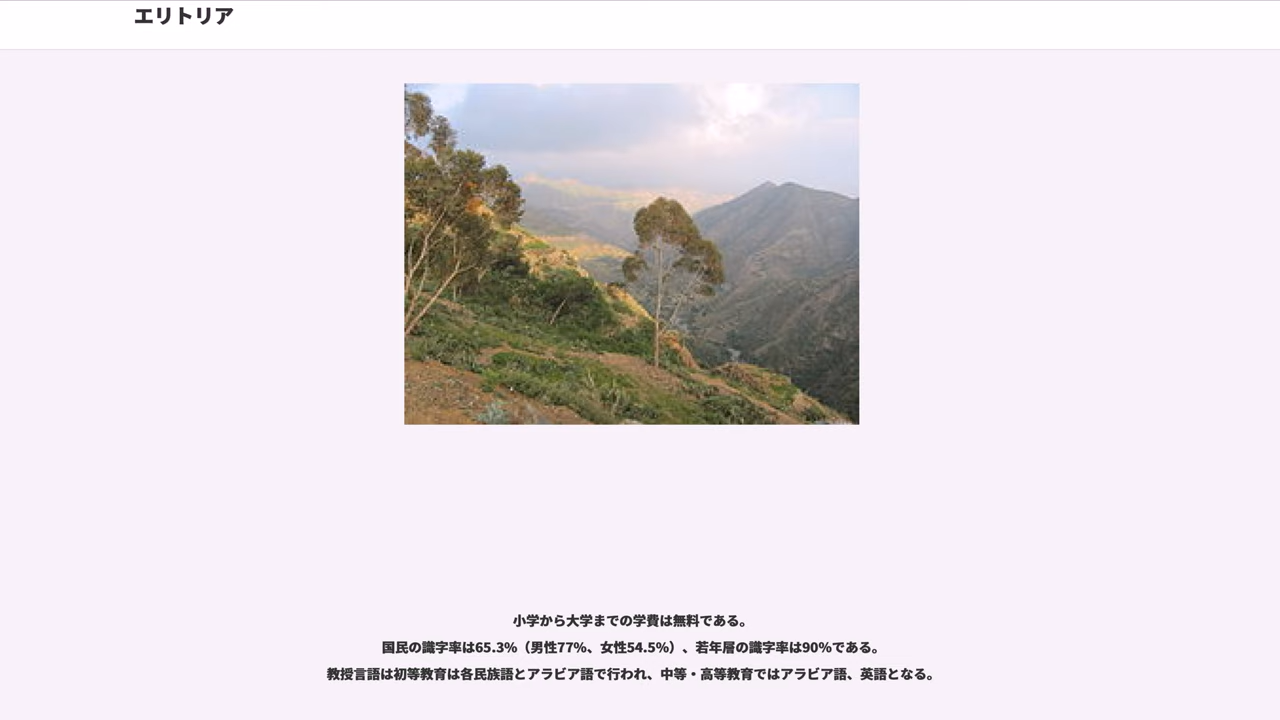 エリトリア
小学から大学までの学費は無料である。
国民の識字率は65.3%（男性77%、女性54.5%）、若年層の識字率は90%である。
教授言語は初等教育は各民族語とアラビア語で行われ、中等・高等教育ではアラビア語、英語となる。